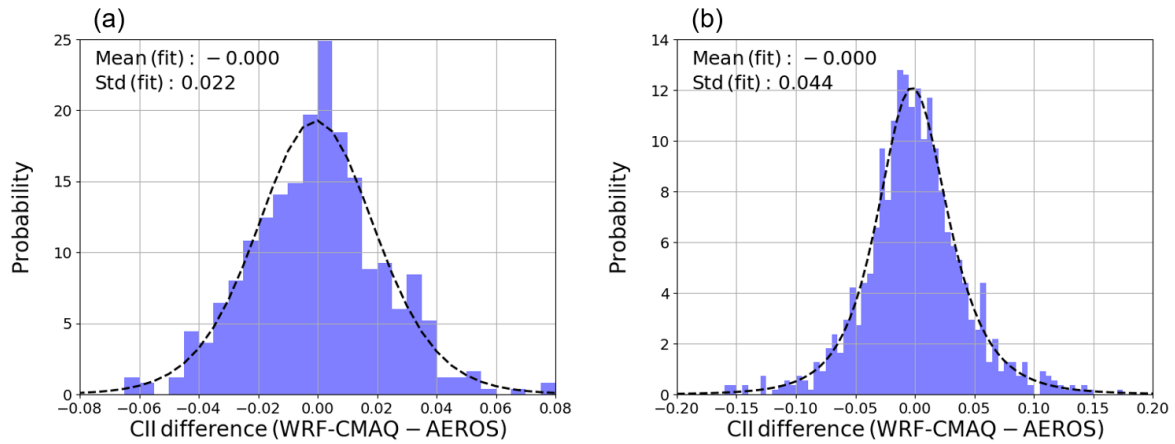 (a)
Mean (fit) : − 0.000
Std (fit) : 0.022
25
20
15
10
5
0
Probability
−0.08 −0.06 −0.04 −0.02 0.00 0.02 0.04 0.06 0.08
CII difference (WRF-CMAQ − AEROS)
(b)
Mean (fit) : − 0.000
Std (fit) : 0.044
14
12
10
8
6
4
2
0
Probability
−0.20 −0.15 −0.10 −0.05 0.00 0.05 0.10 0.15 0.20
CII difference (WRF-CMAQ − AEROS)